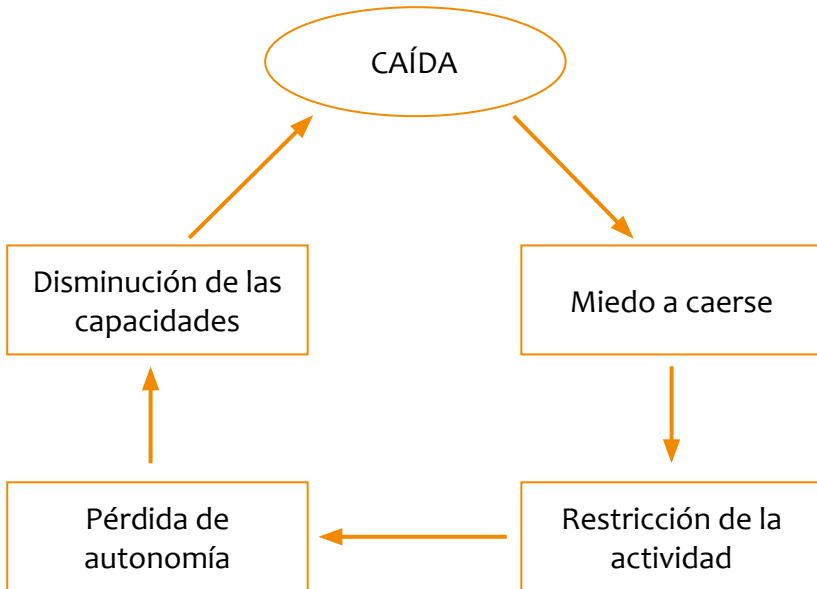 CAÍDA
Disminución de las
capacidades
Miedo a caerse
Pérdida de
autonomía
Restricción de la
actividad